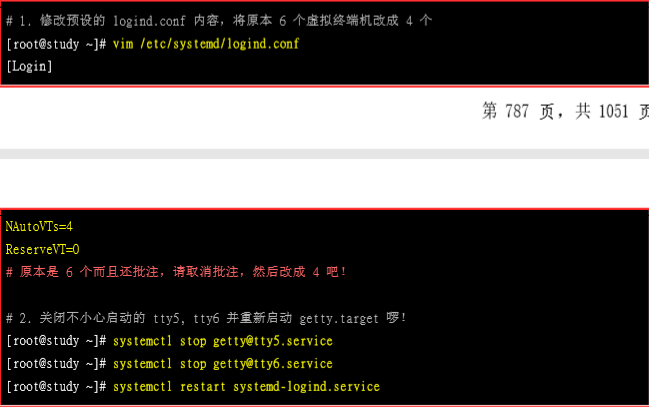 # 1. 修改预设的 logind.conf 内容，将原本 6 个虚拟终端机改成 4 个
[root@study ~]# vim /etc/systemd/logind.conf
[Login]
第 787 页，共 1051 页
NAutoVTs=4
ReserveVT=0
# 原本是 6 个而且还批注，请取消批注，然后改成 4 吧！
# 2. 关闭不小心启动的 tty5, tty6 并重新启动 getty.target 啰！
[root@study ~]# systemctl stop getty@tty5.service
[root@study ~]# systemctl stop getty@tty6.service
[root@study ~]# systemctl restart systemd-logind.service